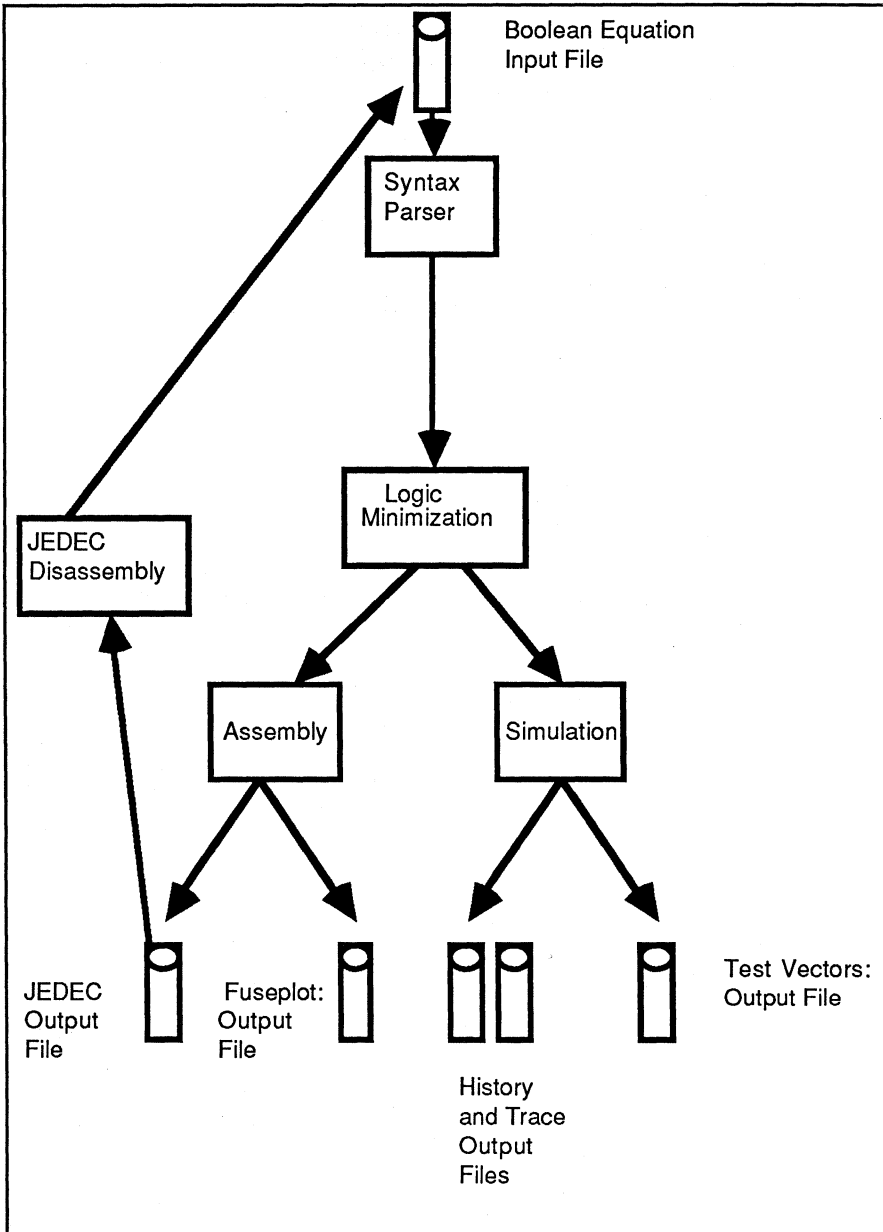 Boolean Equation
Input File
Syntax
Parser
Logic
Minimization
JEDEC
Disassembly
Assembly
Simulation
JEDEC
Output
File
Fuseplot:
Output
File
History
and Trace
Output
Files
Test Vectors:
Output File